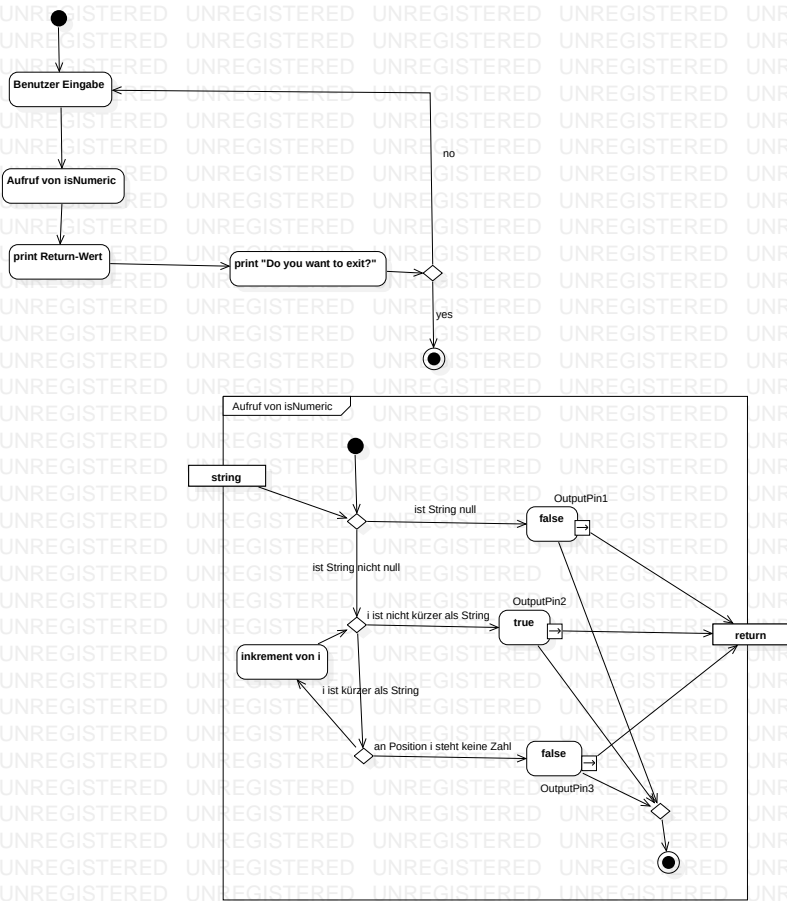 Benutzer Eingabe
no
Aufruf von isNumeric
print Return-Wert
print "Do you want to exit?"
yes
Aufruf von isNumeric
string
OutputPin1
ist String null
false
ist String nicht null
OutputPin2
i ist nicht kürzer als String
true
return
inkrement von i
i ist kürzer als String
an Position i steht keine Zahl
false
OutputPin3
UNREGISTERED